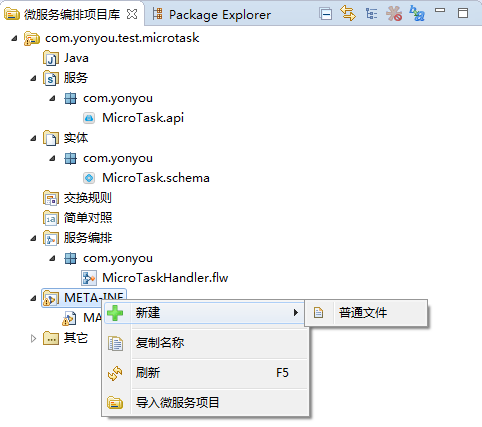 微服务编排项目库 Package Explorer
com.yonyou.test.microtask
Java
服务
com.yonyou
MicroTask.api
实体
com.yonyou
MicroTask.schema
交换规则
简单对照
服务编排
com.yonyou
MicroTaskHandler.flw
META-INF
MA
其它
新建
普通文件
复制名称
刷新 F5
导入微服务项目